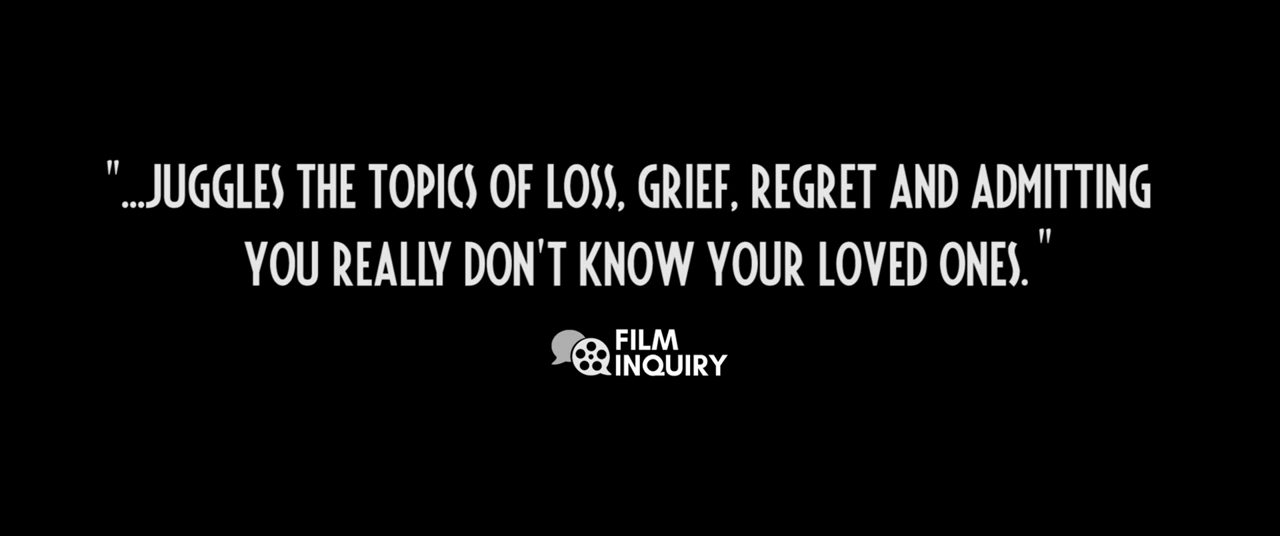 "...JUGGLES THE TOPICS OF LOSS, GRIEF, REGRET AND ADMITTING
YOU REALLY DON'T KNOW YOUR LOVED ONES."
FILM
INQUIRY